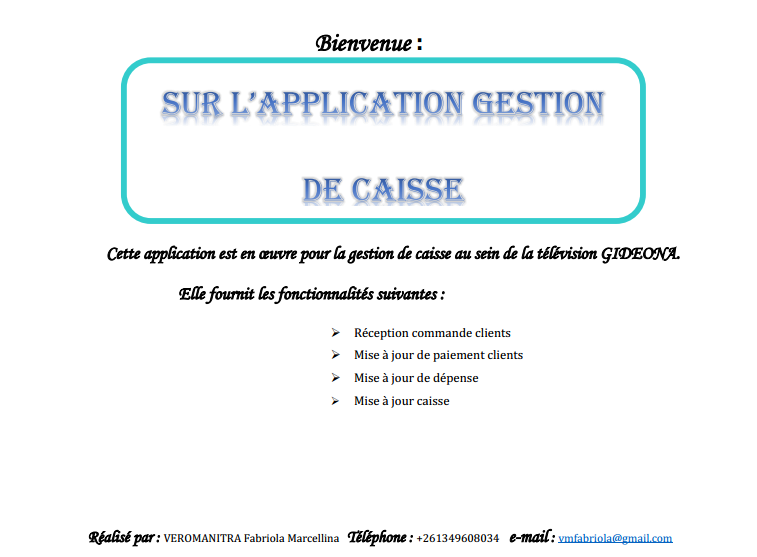 Bienvenue :
SUR L'APPLICATION GESTION
DE CAISSE
Cette application est en œuvre pour la gestion de caisse au sein de la télévision GIDEONA.
Elle fournit les fonctionnalités suivantes :
➢ Réception commande clients
➢ Mise à jour de paiement clients
➢ Mise à jour de dépense
➢ Mise à jour caisse
Réalisé par : VEROMANITRA Fabriola Marcellina Téléphone : +261349608034 e-mail : vmfabriola@gmail.com